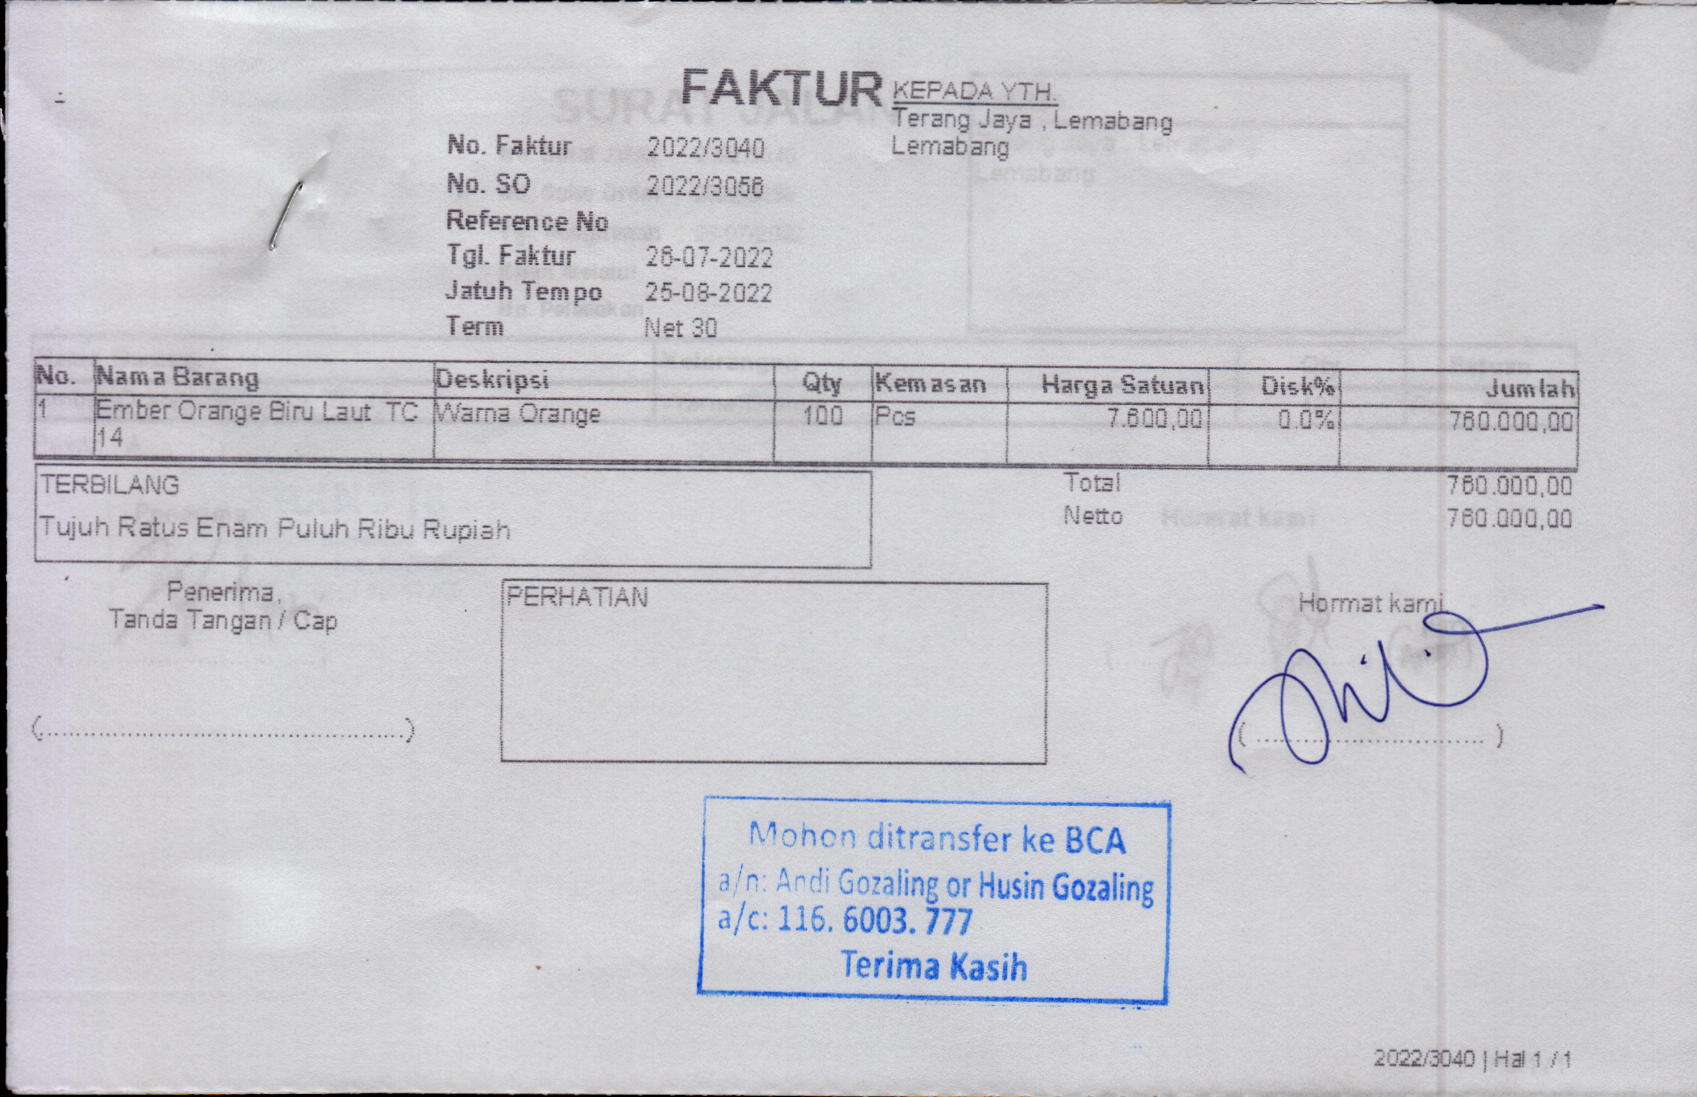 FAKTUR
KEPADA YTH.
Terang Jaya , Lemabang
Lemabang
No. Faktur 2022/3040
No. SO 2022/3056
Reference No
Tgl. Faktur 26-07-2022
Jatuh Tempo 25-08-2022
Term Net 30
No. Nama Barang Deskripsi Qty Kemasan Harga Satuan Disk% Jumlah
1 Ember Orange Biru Laut TC Warna Orange 100 Pcs 7.600,00 0.0% 760.000,00
14
TERBILANG
Tujuh Ratus Enam Puluh Ribu Rupiah
Total 760.000,00
Netto 760.000,00
Penerima,
Tanda Tangan / Cap
PERHATIAN
Hormat kami
(................................................)
( ............................... )
Mohon ditransfer ke BCA
a/n: Andi Gozaling or Husin Gozaling
a/c: 116. 6003. 777
Terima Kasih
2022/3040 | Hal 1 / 1